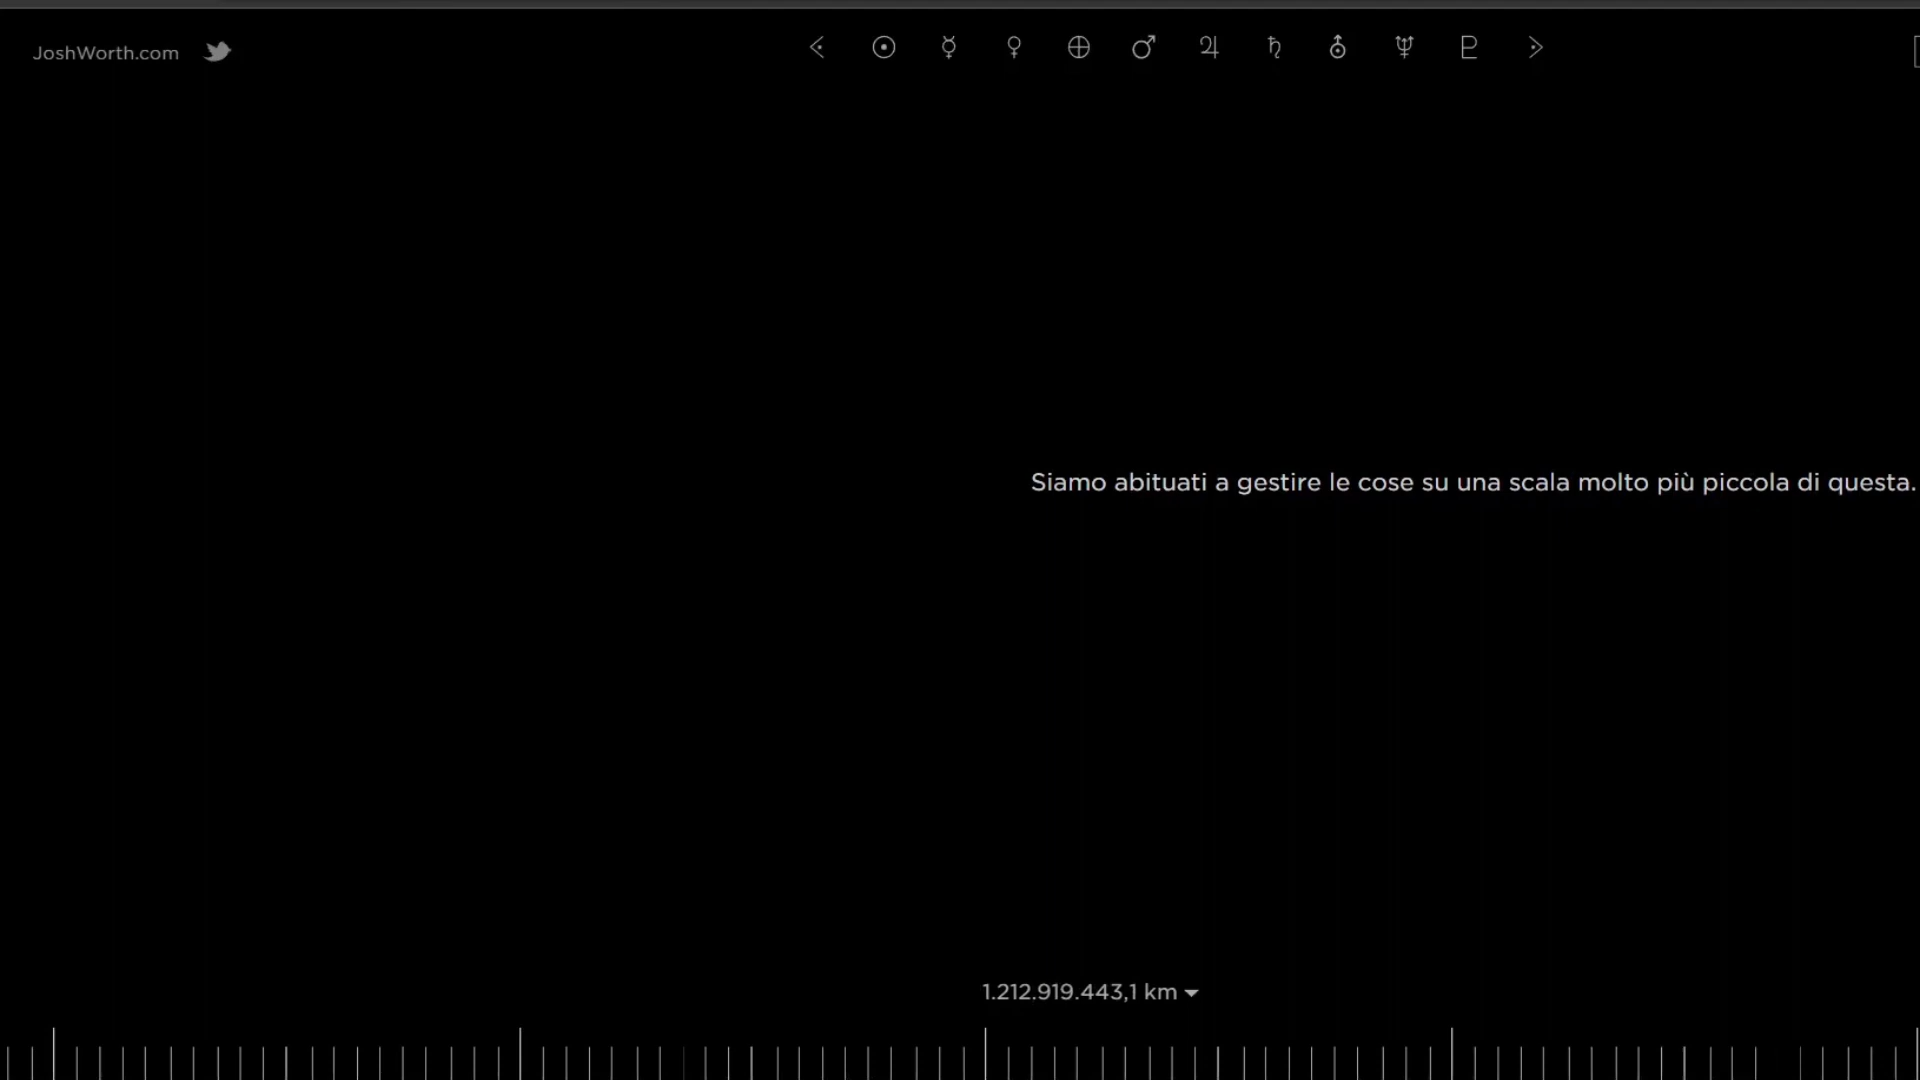 JoshWorth.com
☉ ☿ ♀ ⊕ ♂ ♃ ♄ ⛢ ♆ ♇
Siamo abituati a gestire le cose su una scala molto più piccola di questa.
1.212.919.443,1 km